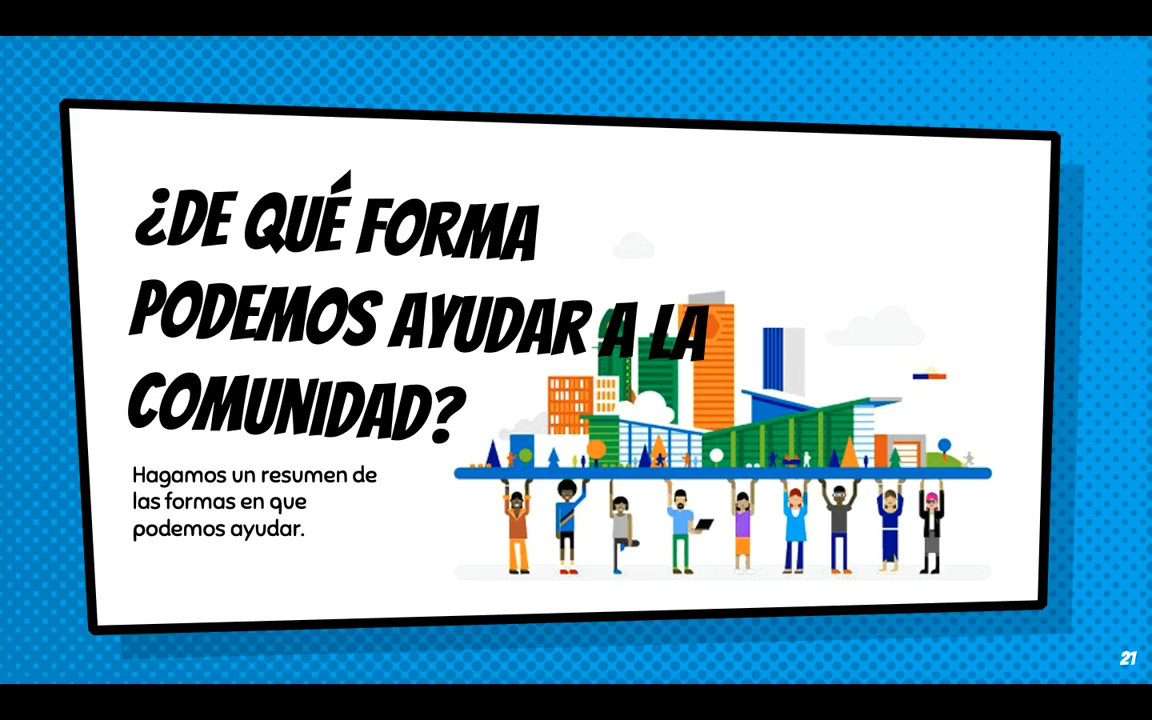 ¿DE QUÉ FORMA
PODEMOS AYUDAR A LA
COMUNIDAD?
Hagamos un resumen de
las formas en que
podemos ayudar.
21